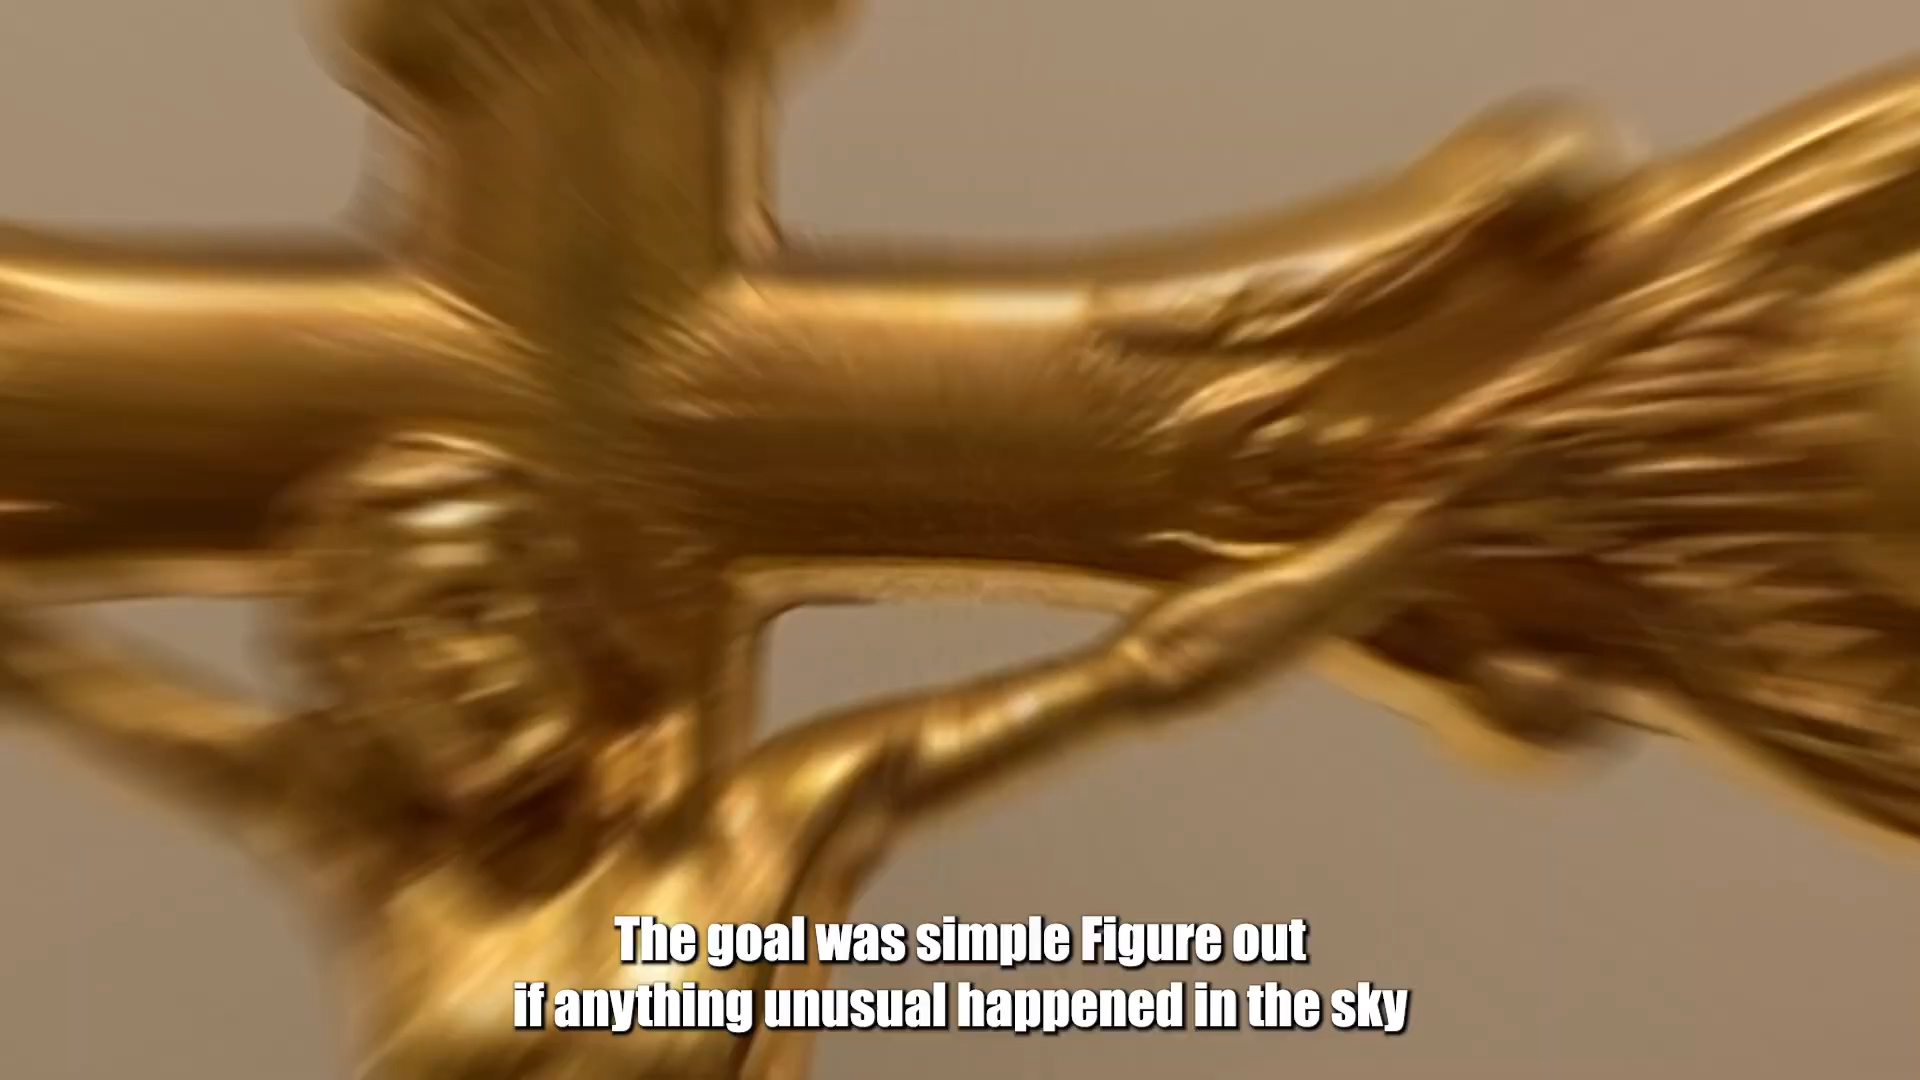 The goal was simple Figure out
if anything unusual happened in the sky